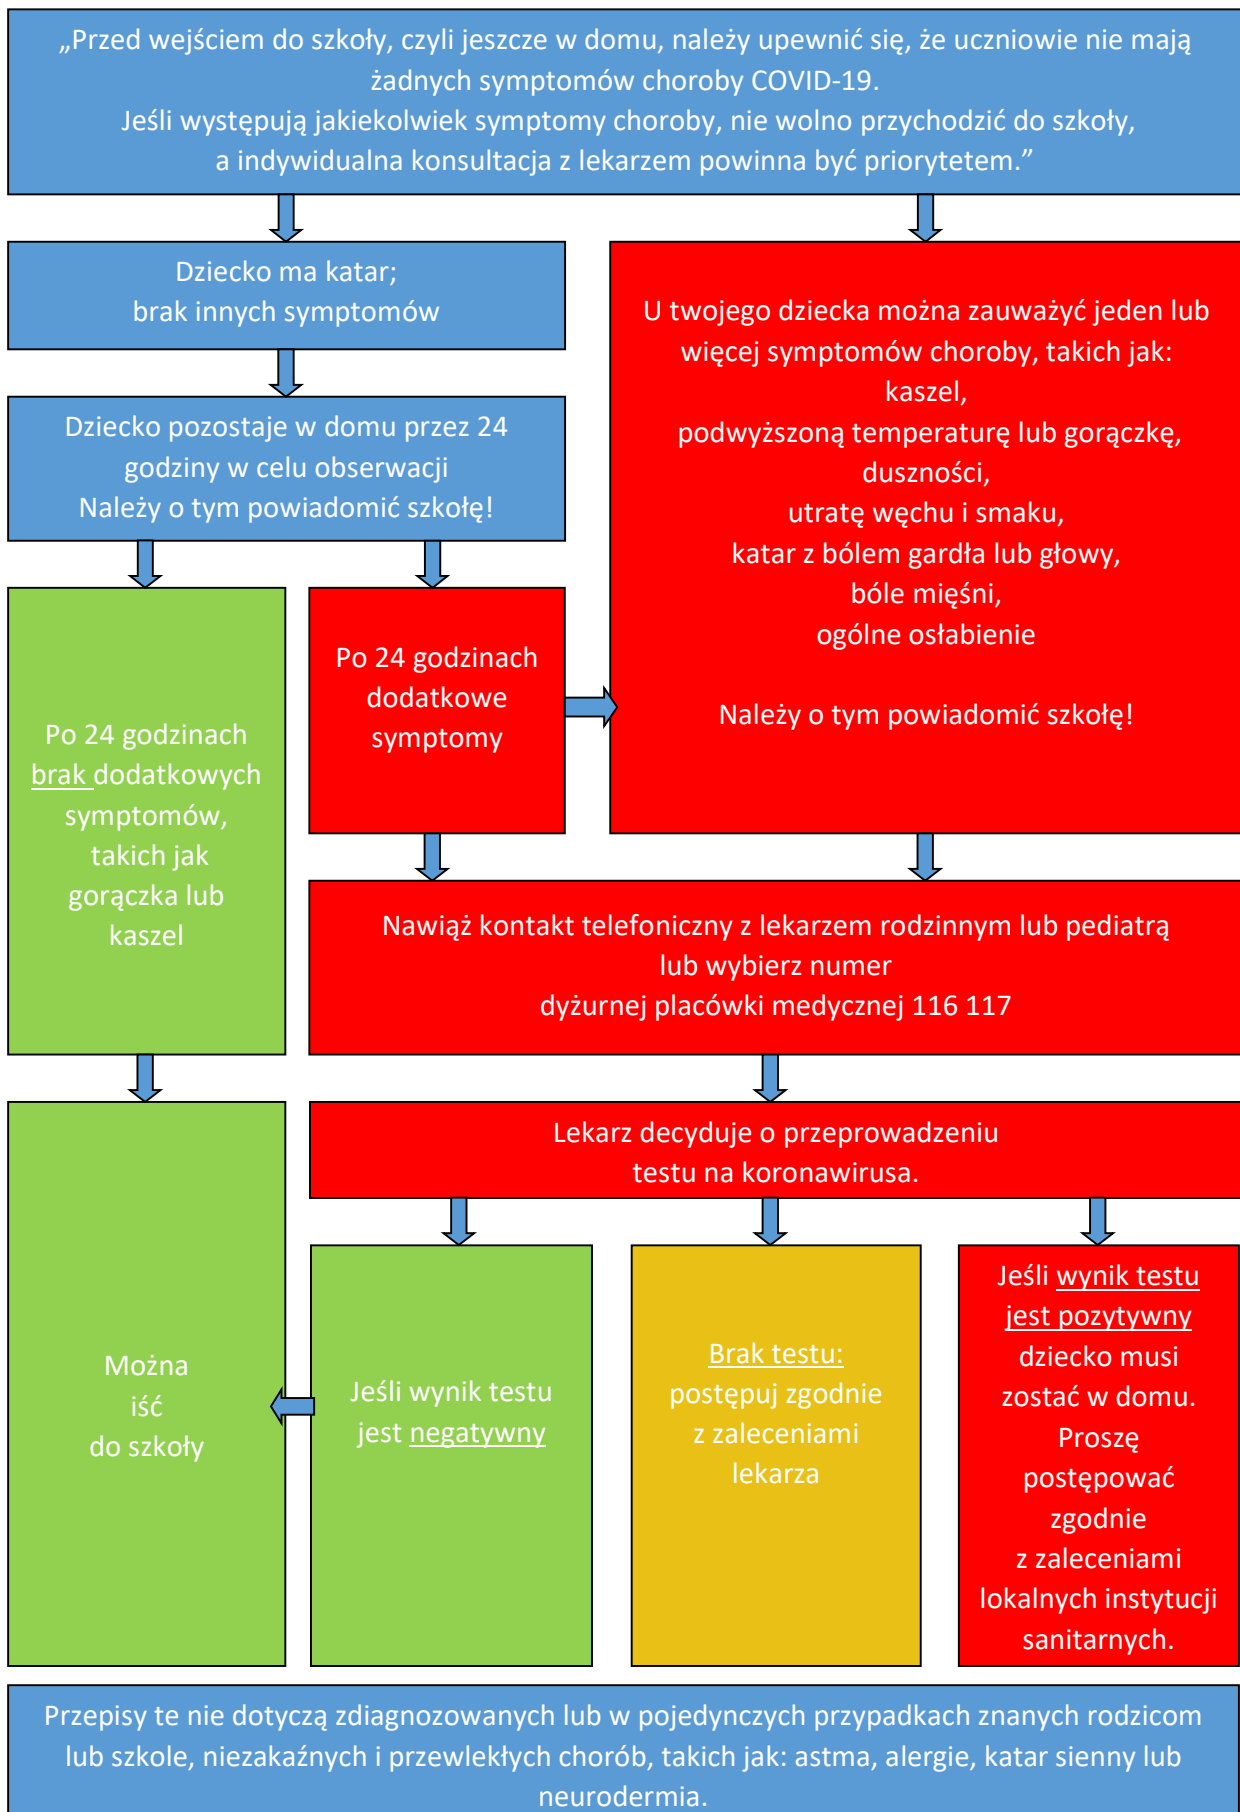 „Przed wejściem do szkoły, czyli jeszcze w domu, należy upewnić się, że uczniowie nie mają
żadnych symptomów choroby COVID-19.
Jeśli występują jakiekolwiek symptomy choroby, nie wolno przychodzić do szkoły,
a indywidualna konsultacja z lekarzem powinna być priorytetem.”
Dziecko ma katar;
brak innych symptomów
U twojego dziecka można zauważyć jeden lub
więcej symptomów choroby, takich jak:
kaszel,
podwyższoną temperaturę lub gorączkę,
duszności,
utratę węchu i smaku,
katar z bólem gardła lub głowy,
bóle mięśni,
ogólne osłabienie
Należy o tym powiadomić szkołę!
Dziecko pozostaje w domu przez 24
godziny w celu obserwacji
Należy o tym powiadomić szkołę!
Po 24 godzinach
brak dodatkowych
symptomów,
takich jak
gorączka lub
kaszel
Po 24 godzinach
dodatkowe
symptomy
Nawiąż kontakt telefoniczny z lekarzem rodzinnym lub pediatrą
lub wybierz numer
dyżurnej placówki medycznej 116 117
Lekarz decyduje o przeprowadzeniu
testu na koronawirusa.
Można
iść
do szkoły
Jeśli wynik testu
jest negatywny
Brak testu:
postępuj zgodnie
z zaleceniami
lekarza
Jeśli wynik testu
jest pozytywny
dziecko musi
zostać w domu.
Proszę
postępować
zgodnie
z zaleceniami
lokalnych instytucji
sanitarnych.
Przepisy te nie dotyczą zdiagnozowanych lub w pojedynczych przypadkach znanych rodzicom
lub szkole, niezakaźnych i przewlekłych chorób, takich jak: astma, alergie, katar sienny lub
neurodermia.